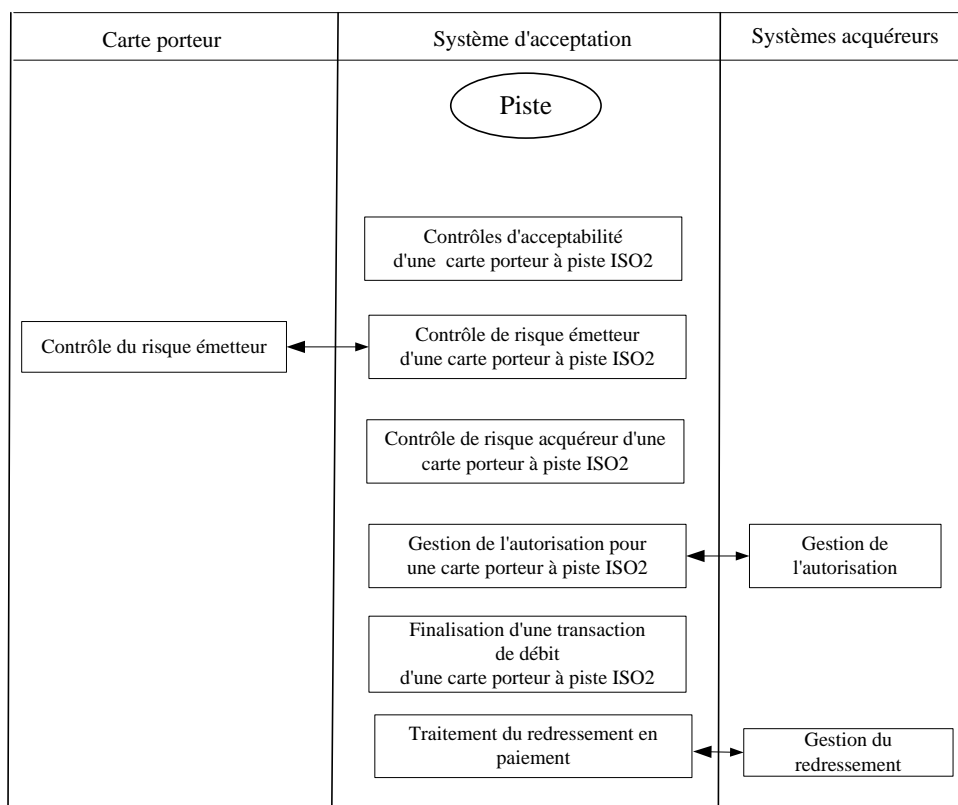 Carte porteur
Système d'acceptation
Systèmes acquéreurs
Piste
Contrôles d'acceptabilité
d'une carte porteur à piste ISO2
Contrôle du risque émetteur
Contrôle de risque émetteur
d'une carte porteur à piste ISO2
Contrôle de risque acquéreur d'une
carte porteur à piste ISO2
Gestion de l'autorisation pour
une carte porteur à piste ISO2
Gestion de
l'autorisation
Finalisation d'une transaction
de débit
d'une carte porteur à piste ISO2
Traitement du redressement en
paiement
Gestion du
redressement